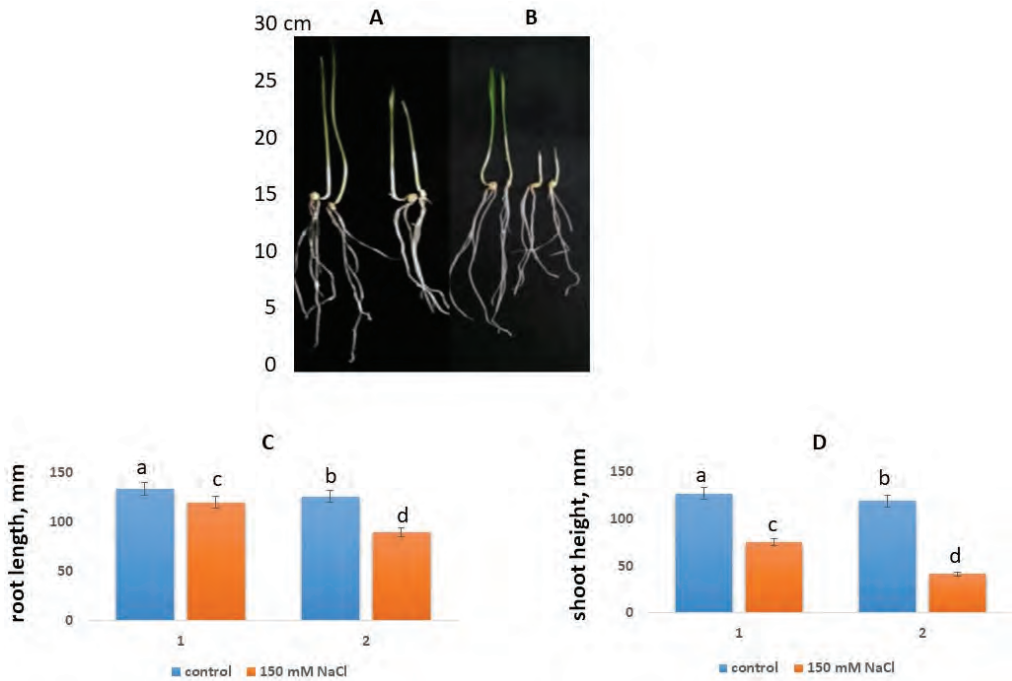 30 cm
A
B
25
20
15
10
5
0
C
root length, mm
150
100
50
0
a
c
b
d
1
2
control
150 mM NaCl
D
shoot height, mm
150
100
50
0
a
c
b
d
1
2
control
150 mM NaCl